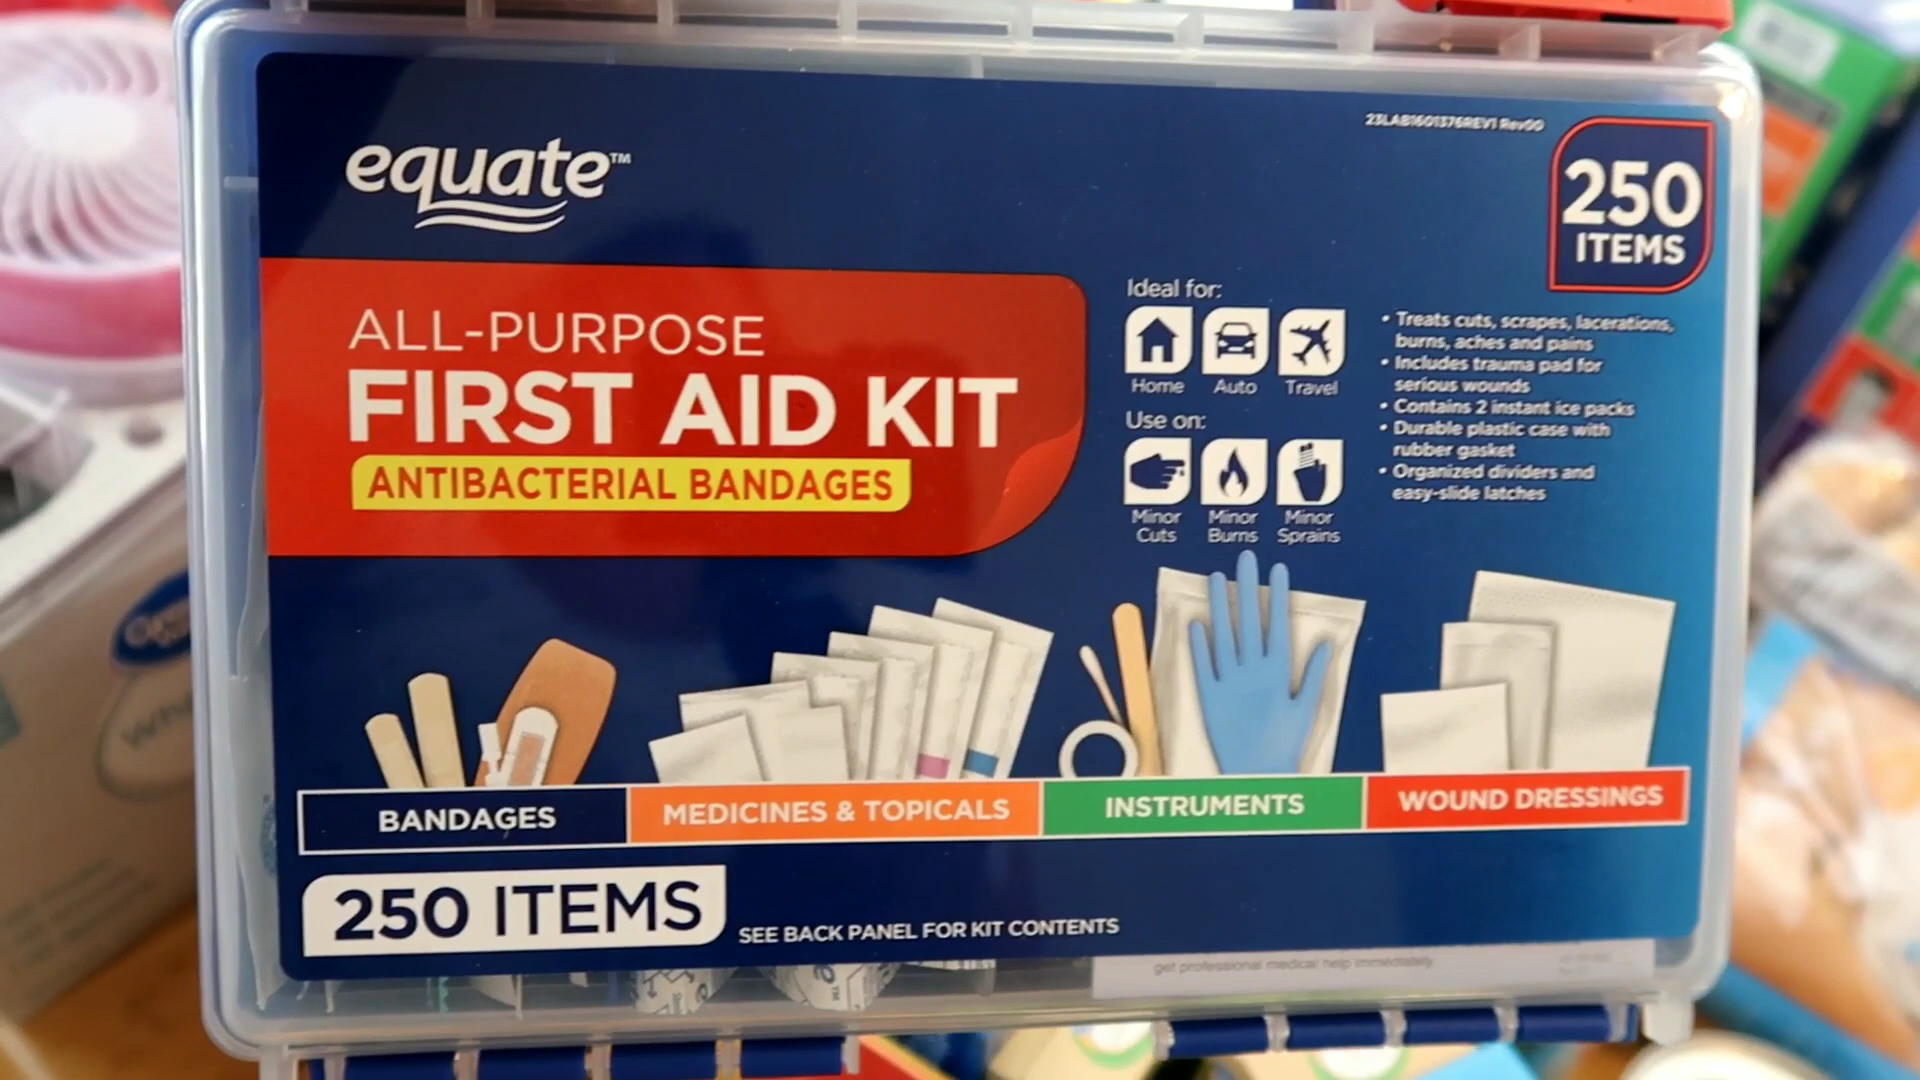 equate™
23LAB1601376REV1 Rev00
250
ITEMS
ALL-PURPOSE
FIRST AID KIT
ANTIBACTERIAL BANDAGES
Ideal for:
Home Auto Travel
Use on:
Minor Cuts
Minor Burns
Minor Sprains
• Treats cuts, scrapes, lacerations,
burns, aches and pains
• Includes trauma pad for
serious wounds
• Contains 2 instant ice packs
• Durable plastic case with
rubber gasket
• Organized dividers and
easy-slide latches
BANDAGES
MEDICINES & TOPICALS
INSTRUMENTS
WOUND DRESSINGS
250 ITEMS
SEE BACK PANEL FOR KIT CONTENTS
get professional medical help immediately